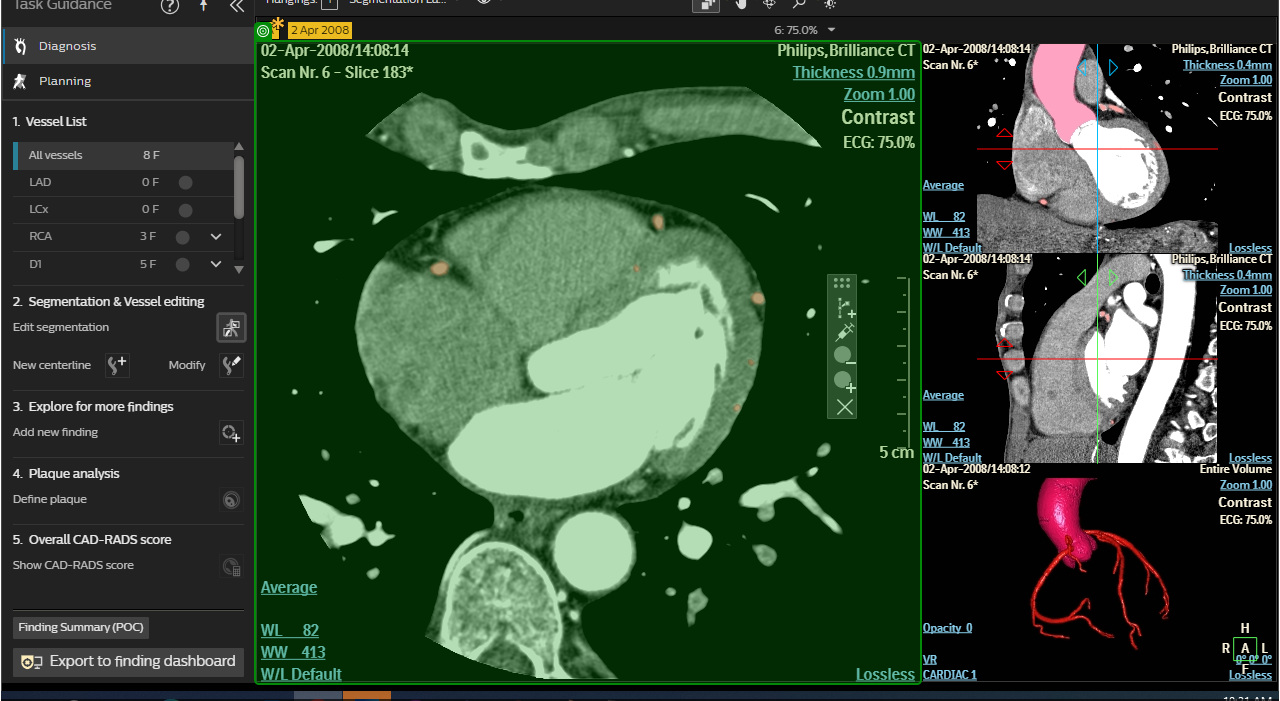 Task Guidance
Diagnosis
Planning
1. Vessel List
All vessels 8 F
LAD 0 F
LCx 0 F
RCA 3 F
D1 5 F
2. Segmentation & Vessel editing
Edit segmentation
New centerline Modify
3. Explore for more findings
Add new finding
4. Plaque analysis
Define plaque
5. Overall CAD-RADS score
Show CAD-RADS score
Finding Summary (POC)
Export to finding dashboard
2 Apr 2008
6: 75.0%
02-Apr-2008/14:08:14
Scan Nr. 6 - Slice 183*
Philips,Brilliance CT
Thickness 0.9mm
Zoom 1.00
Contrast
ECG: 75.0%
5 cm
Average
WL 82
WW 413
W/L Default
Lossless
02-Apr-2008/14:08:14
Scan Nr. 6*
Philips,Brilliance CT
Thickness 0.4mm
Zoom 1.00
Contrast
ECG: 75.0%
Average
WL 82
WW 413
W/L Default
Lossless
02-Apr-2008/14:08:14
Scan Nr. 6*
Philips,Brilliance CT
Thickness 0.4mm
Zoom 1.00
Contrast
ECG: 75.0%
Average
WL 82
WW 413
W/L Default
Lossless
02-Apr-2008/14:08:12
Scan Nr. 6*
Entire Volume
Zoom 1.00
Contrast
ECG: 75.0%
Opacity 0
VR
CARDIAC 1
H
R A L
F
0° 0° 0°
Lossless